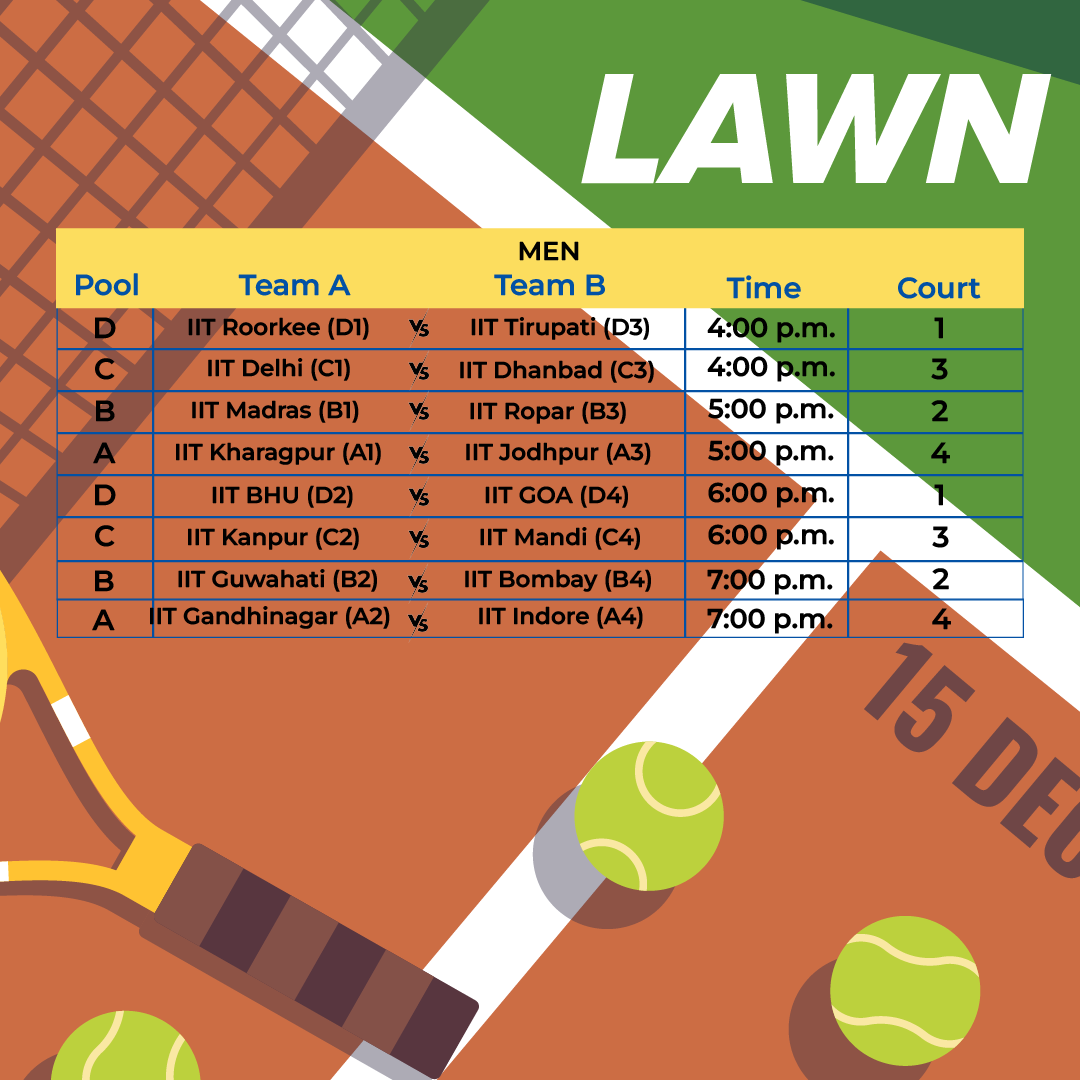 LAWN
MEN
Pool Team A Team B Time Court
D IIT Roorkee (D1) Vs IIT Tirupati (D3) 4:00 p.m. 1
C IIT Delhi (C1) Vs IIT Dhanbad (C3) 4:00 p.m. 3
B IIT Madras (B1) Vs IIT Ropar (B3) 5:00 p.m. 2
A IIT Kharagpur (A1) Vs IIT Jodhpur (A3) 5:00 p.m. 4
D IIT BHU (D2) Vs IIT GOA (D4) 6:00 p.m. 1
C IIT Kanpur (C2) Vs IIT Mandi (C4) 6:00 p.m. 3
B IIT Guwahati (B2) Vs IIT Bombay (B4) 7:00 p.m. 2
A IIT Gandhinagar (A2) Vs IIT Indore (A4) 7:00 p.m. 4
15 DEC